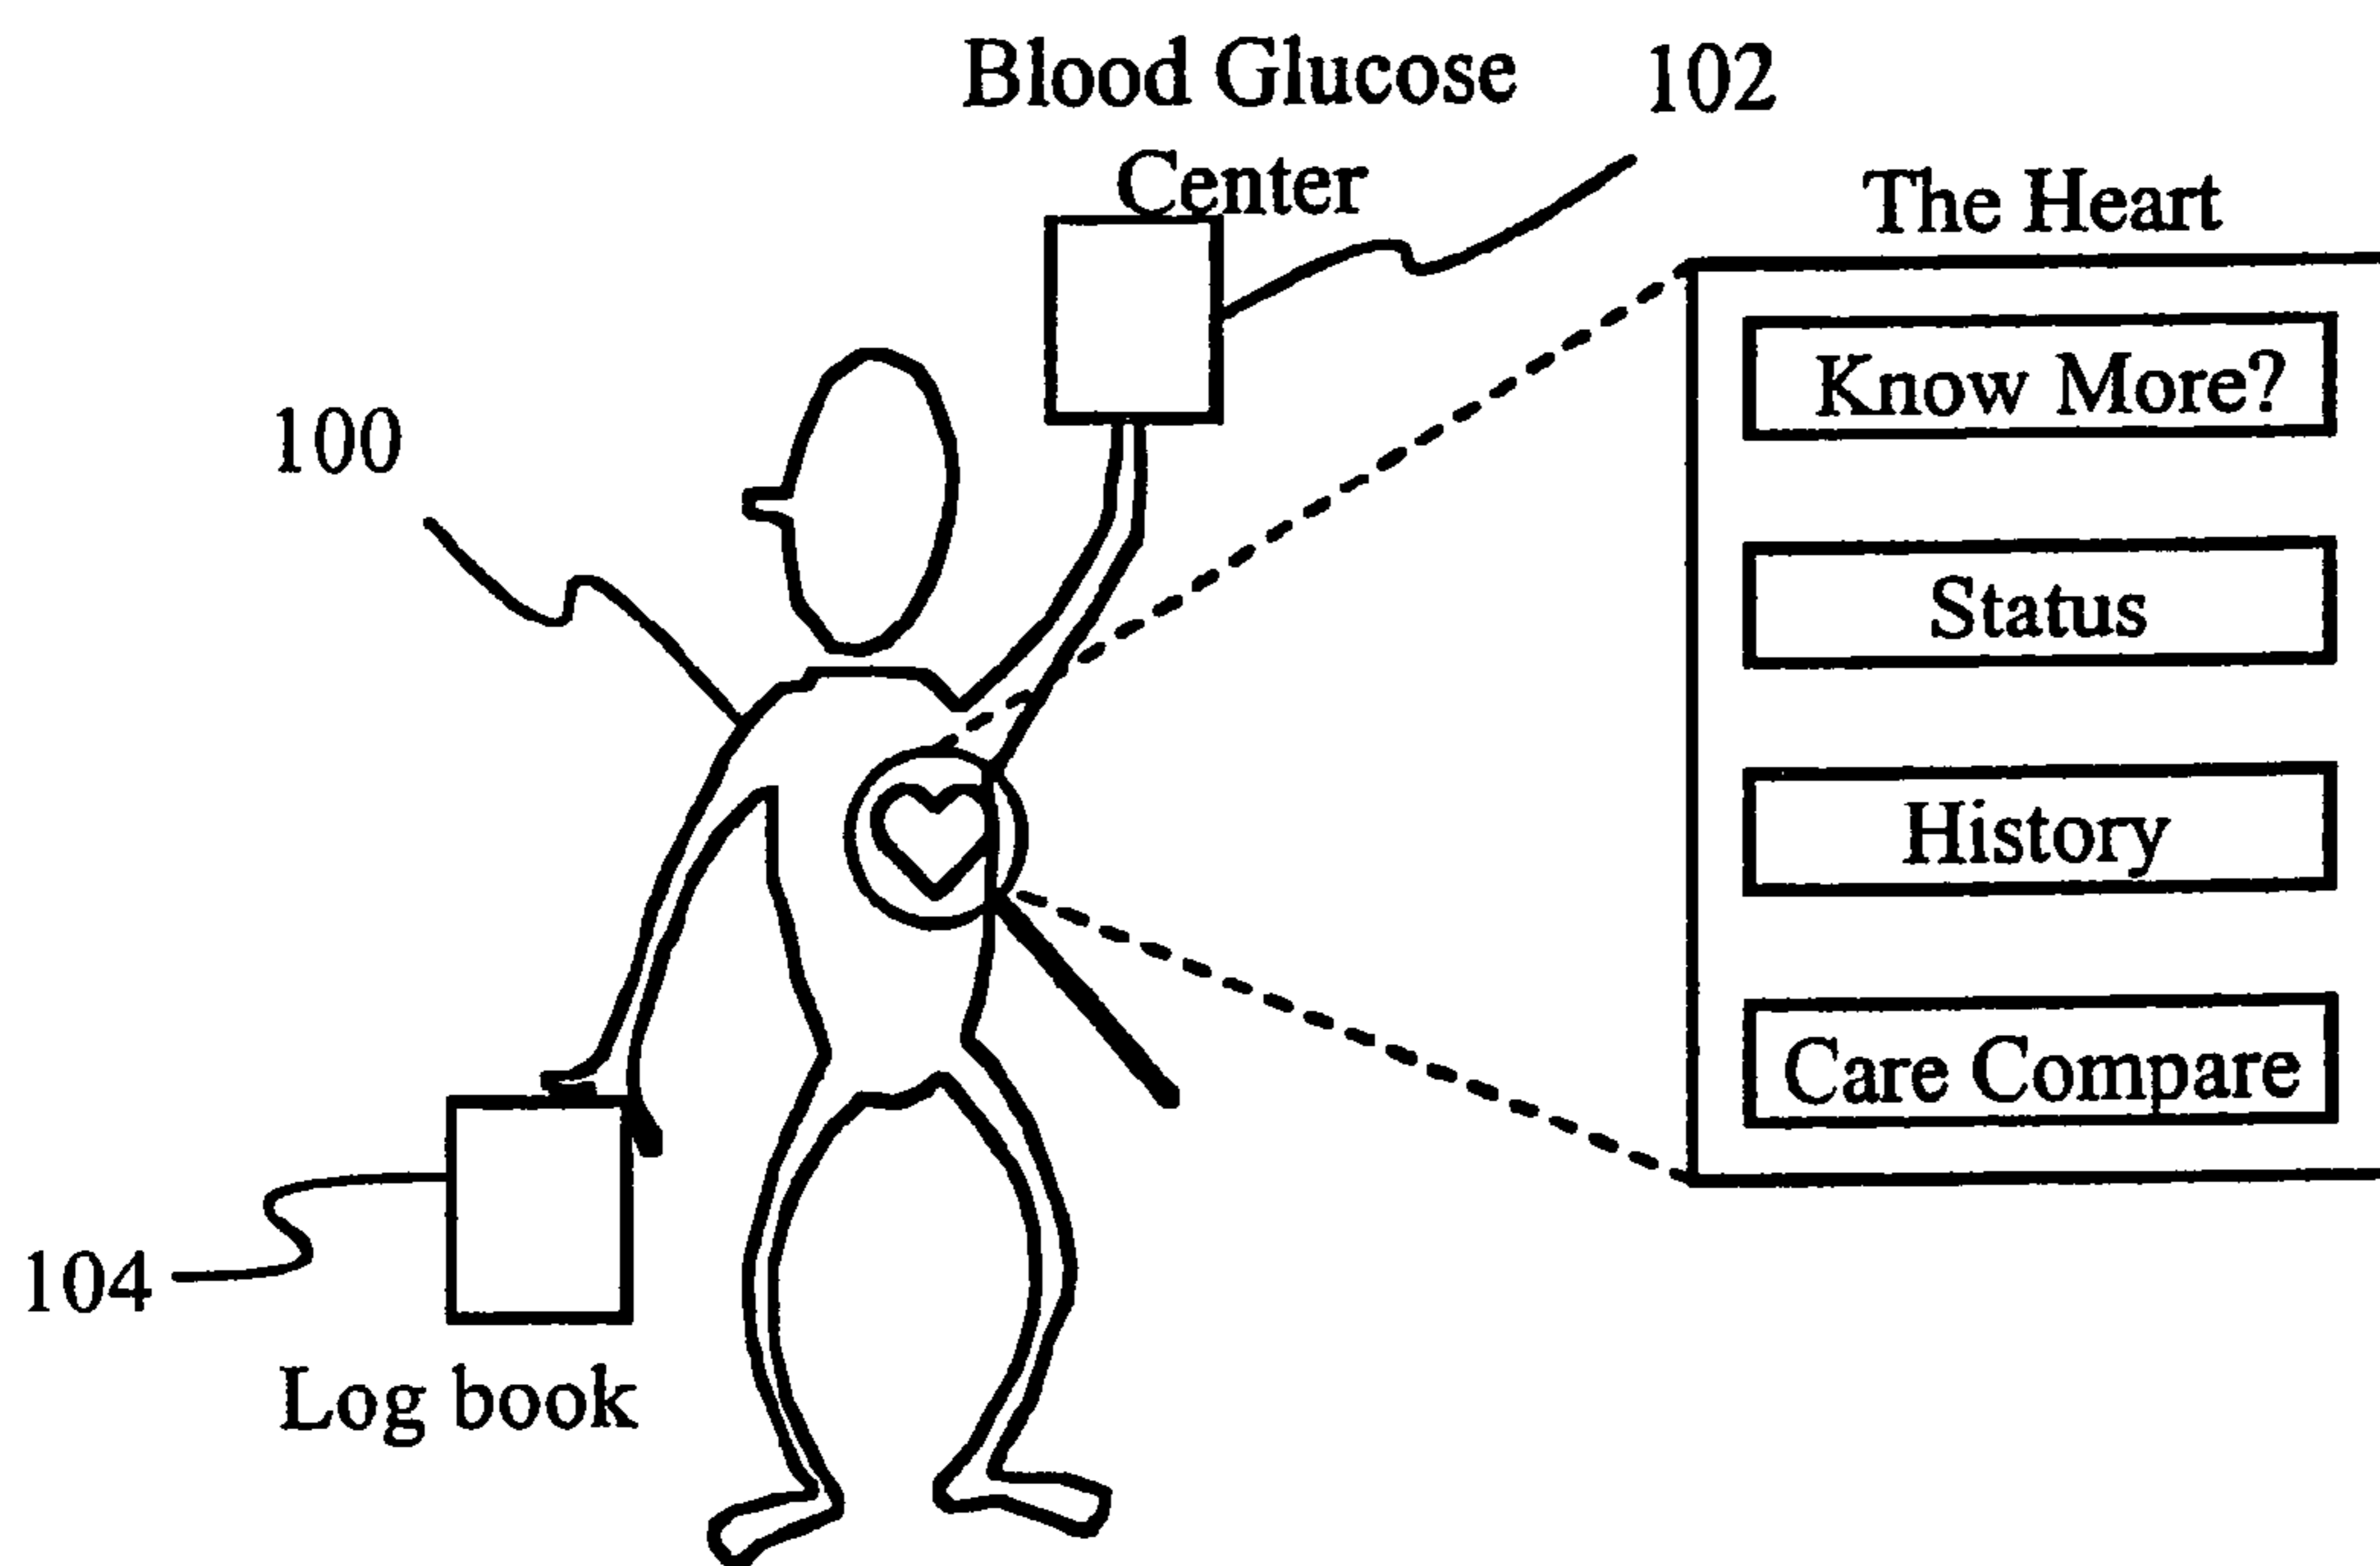 Blood Glucose
Center
102
The Heart
Know More?
100
Status
History
Care Compare
104
Log book